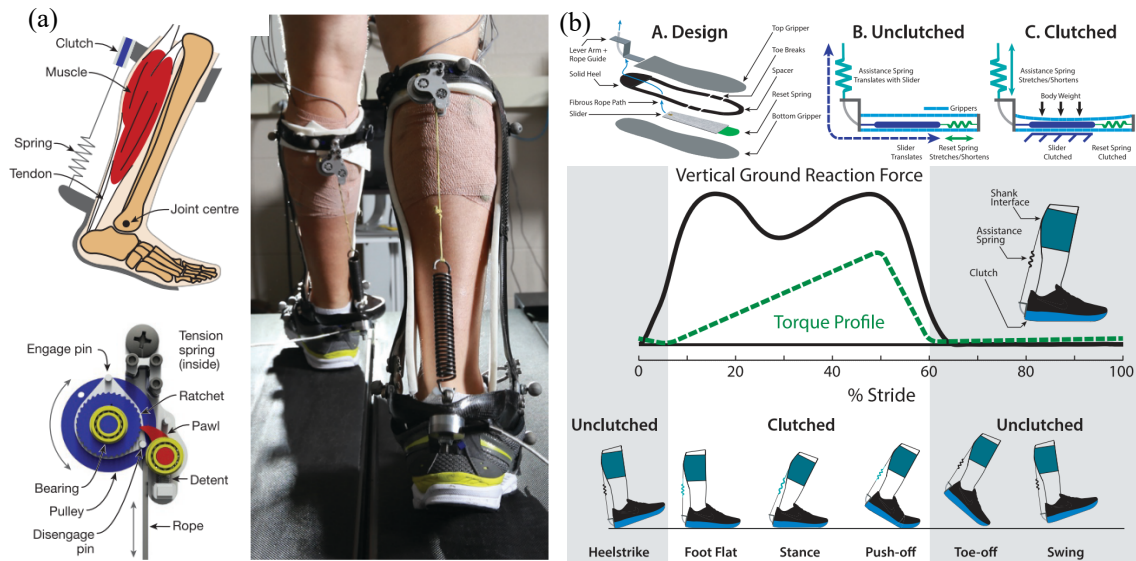 (a)
Clutch
Muscle
Spring
Tendon
Joint centre
Engage pin
Tension
spring
(inside)
Ratchet
Pawl
Detent
Bearing
Pulley
Disengage
pin
Rope
(b)
A. Design
Lever Arm +
Rope Guide
Solid Heel
Fibrous Rope Path
Slider
Top Gripper
Toe Breaks
Spacer
Reset Spring
Bottom Gripper
B. Unclutched
Assistance Spring
Translates with Slider
Grippers
Slider
Translates
Reset Spring
Stretches/Shortens
C. Clutched
Assistance Spring
Stretches/Shortens
Body Weight
Slider
Clutched
Reset Spring
Clutched
Vertical Ground Reaction Force
Torque Profile
Shank
Interface
Assistance
Spring
Clutch
0 20 40 60 80 100
% Stride
Unclutched Clutched Unclutched
Heelstrike Foot Flat Stance Push-off Toe-off Swing